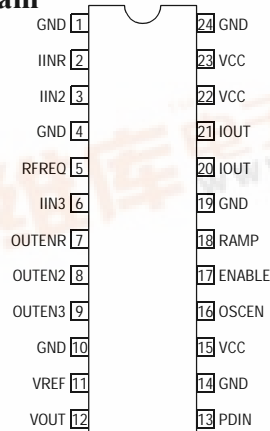 GND 1 24 GND
IINR 2 23 VCC
IIN2 3 22 VCC
GND 4 21 IOUT
RFREQ 5 20 IOUT
IIN3 6 19 GND
OUTENR 7 18 RAMP
OUTEN2 8 17 ENABLE
OUTEN3 9 16 OSCEN
GND 10 15 VCC
VREF 11 14 GND
VOUT 12 13 PDIN